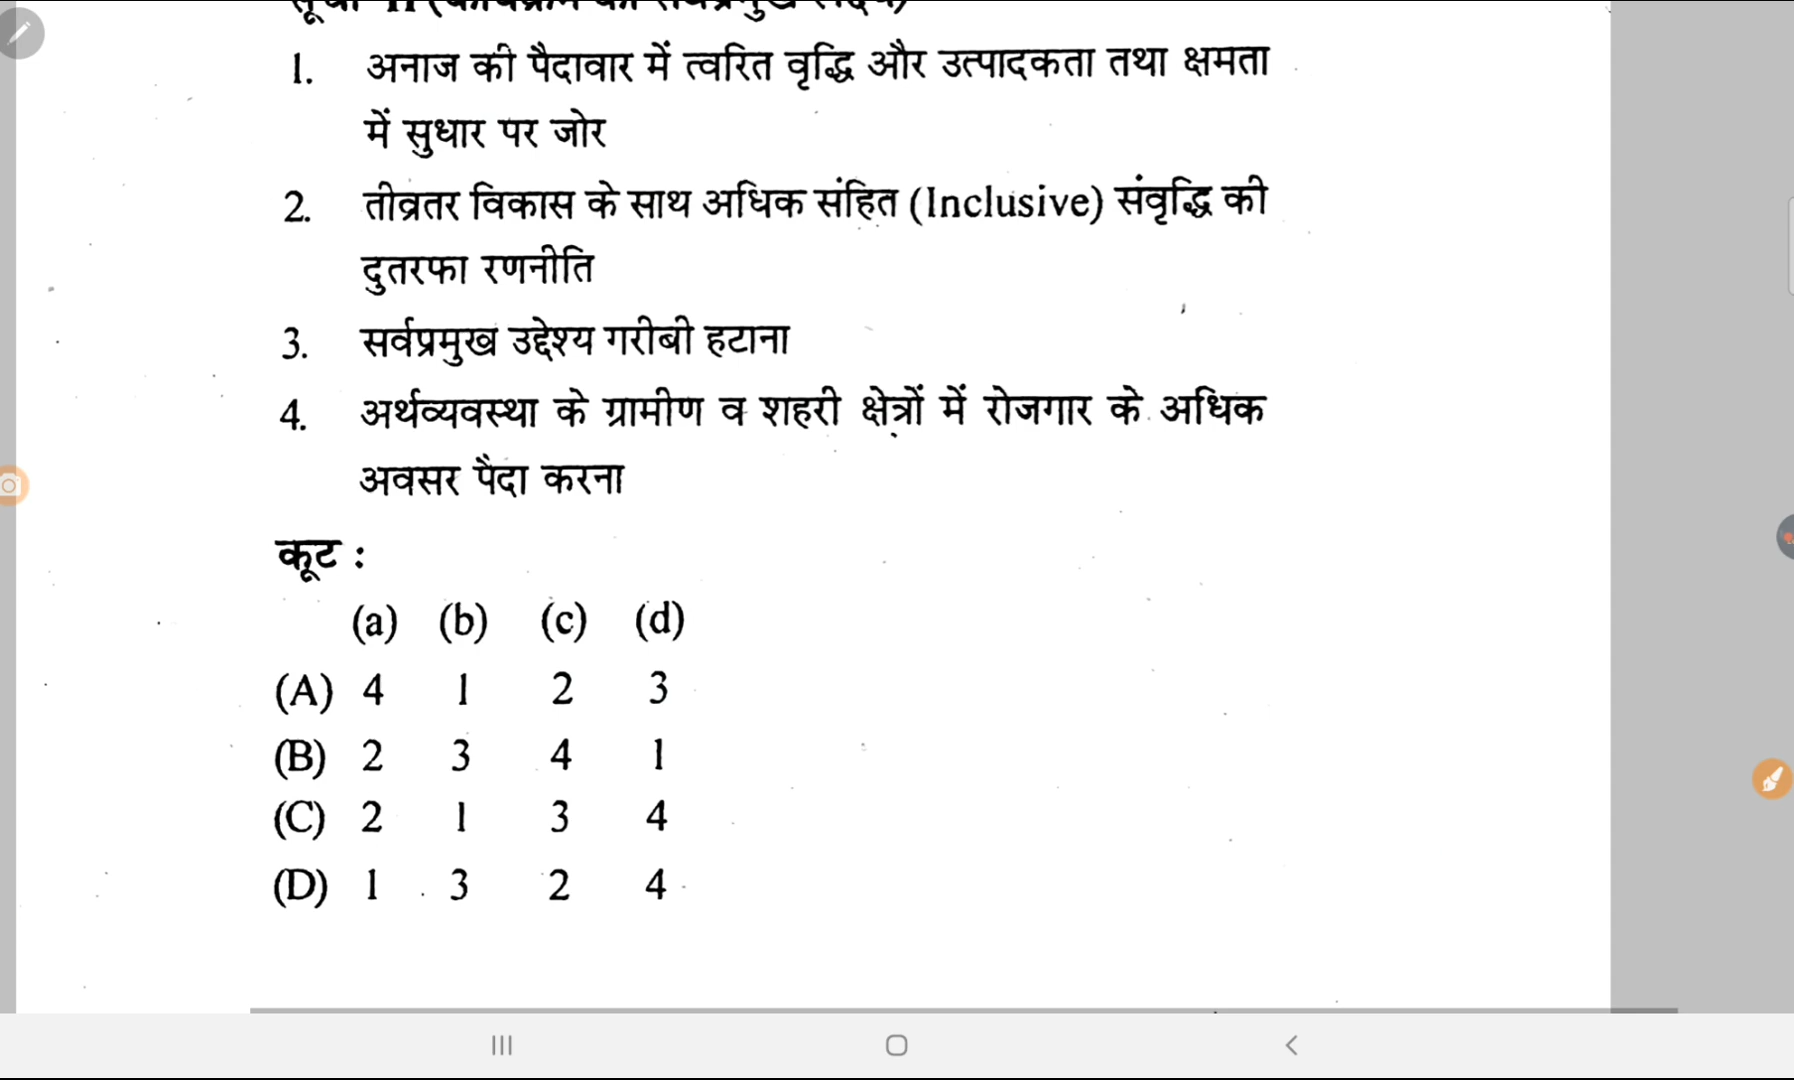 1. अनाज की पैदावार में त्वरित वृद्धि और उत्पादकता तथा क्षमता
में सुधार पर जोर
2. तीव्रतर विकास के साथ अधिक संहित (Inclusive) संवृद्धि की
दुतरफा रणनीति
3. सर्वप्रमुख उद्देश्य गरीबी हटाना
4. अर्थव्यवस्था के ग्रामीण व शहरी क्षेत्रों में रोजगार के अधिक
अवसर पैदा करना
कूट :
(a) (b) (c) (d)
(A) 4 1 2 3
(B) 2 3 4 1
(C) 2 1 3 4
(D) 1 3 2 4